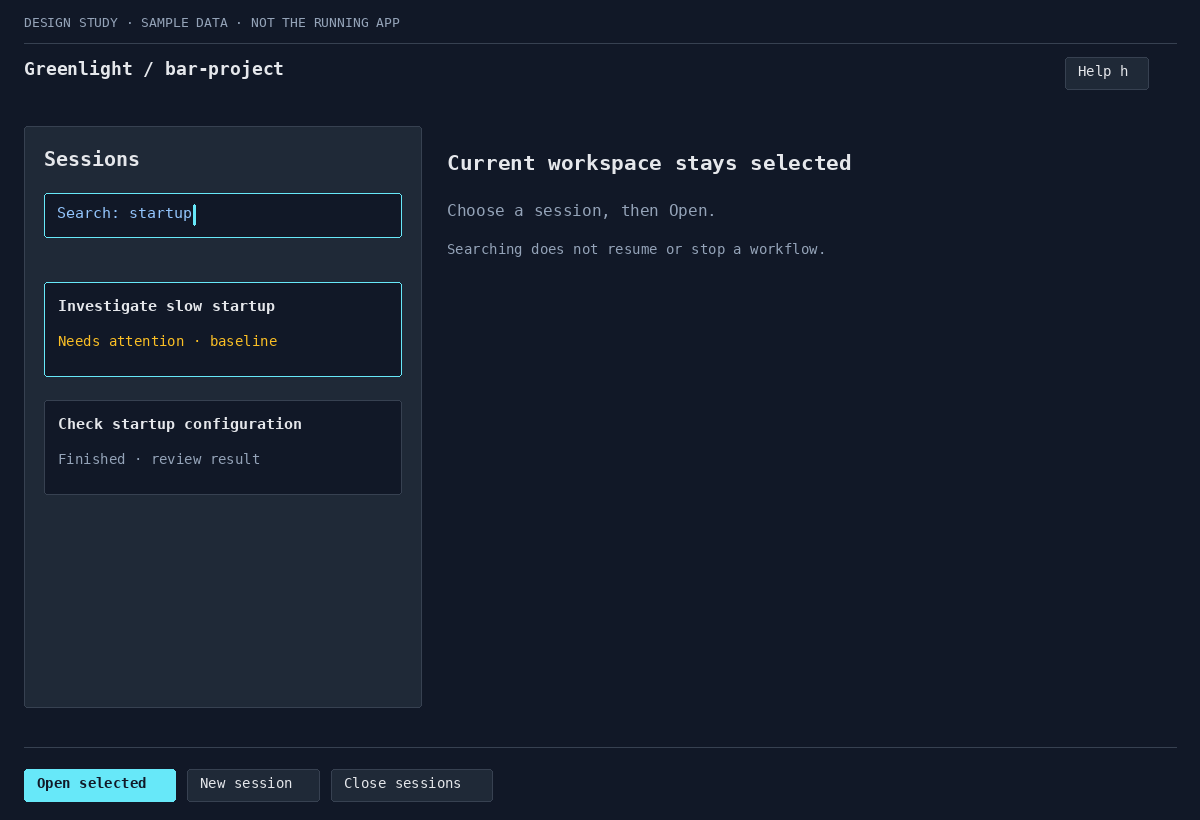 DESIGN STUDY · SAMPLE DATA · NOT THE RUNNING APP
Greenlight / bar-project
Help h
Sessions
Search: startup
Investigate slow startup
Needs attention · baseline
Check startup configuration
Finished · review result
Current workspace stays selected
Choose a session, then Open.
Searching does not resume or stop a workflow.
Open selected
New session
Close sessions